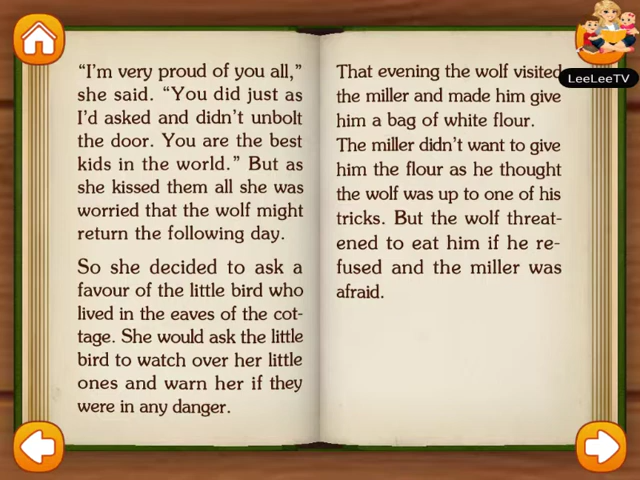 “I’m very proud of you all,”
she said. “You did just as
I’d asked and didn’t unbolt
the door. You are the best
kids in the world.” But as
she kissed them all she was
worried that the wolf might
return the following day.
So she decided to ask a
favour of the little bird who
lived in the eaves of the cot-
tage. She would ask the little
bird to watch over her little
ones and warn her if they
were in any danger.
That evening the wolf visited
the miller and made him give
him a bag of white flour.
The miller didn’t want to give
him the flour as he thought
the wolf was up to one of his
tricks. But the wolf threat-
ened to eat him if he re-
fused and the miller was
afraid.
LeeLeeTV